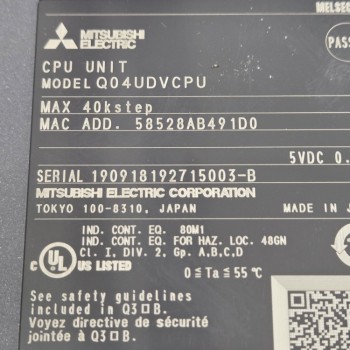 MELSEC
MITSUBISHI
ELECTRIC
PASS
CPU UNIT
MODEL Q04UDVCPU
MAX 40kstep
MAC ADD. 58528AB491D0
5VDC 0.
SERIAL 190918192715003-B
MITSUBISHI ELECTRIC CORPORATION
TOKYO 100-8310, JAPAN MADE IN J
IND. CONT. EQ. 80M1
IND. CONT. EQ. FOR HAZ. LOC. 48GN
Cl. I, DIV. 2, Gp. A,B,C,D
C UL US LISTED 0≦Ta≦55℃
See safety guidelines
included in Q3□B.
Voyez directive de sécurité
jointée à Q3□B.